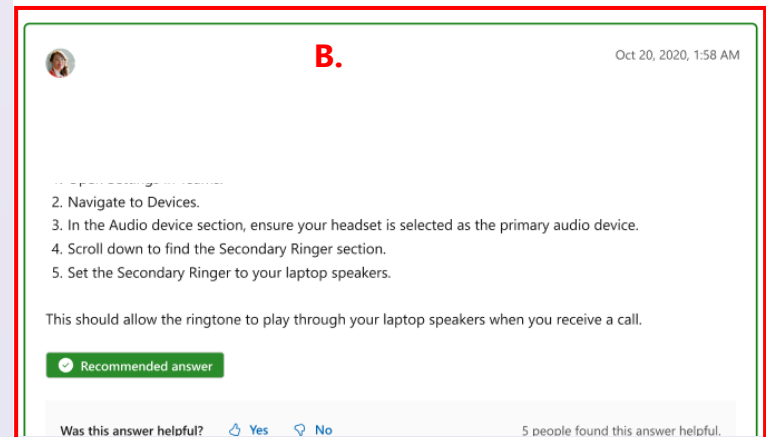 B.
Oct 20, 2020, 1:58 AM
2. Navigate to Devices.
3. In the Audio device section, ensure your headset is selected as the primary audio device.
4. Scroll down to find the Secondary Ringer section.
5. Set the Secondary Ringer to your laptop speakers.
This should allow the ringtone to play through your laptop speakers when you receive a call.
Recommended answer
Was this answer helpful? Yes No 5 people found this answer helpful.